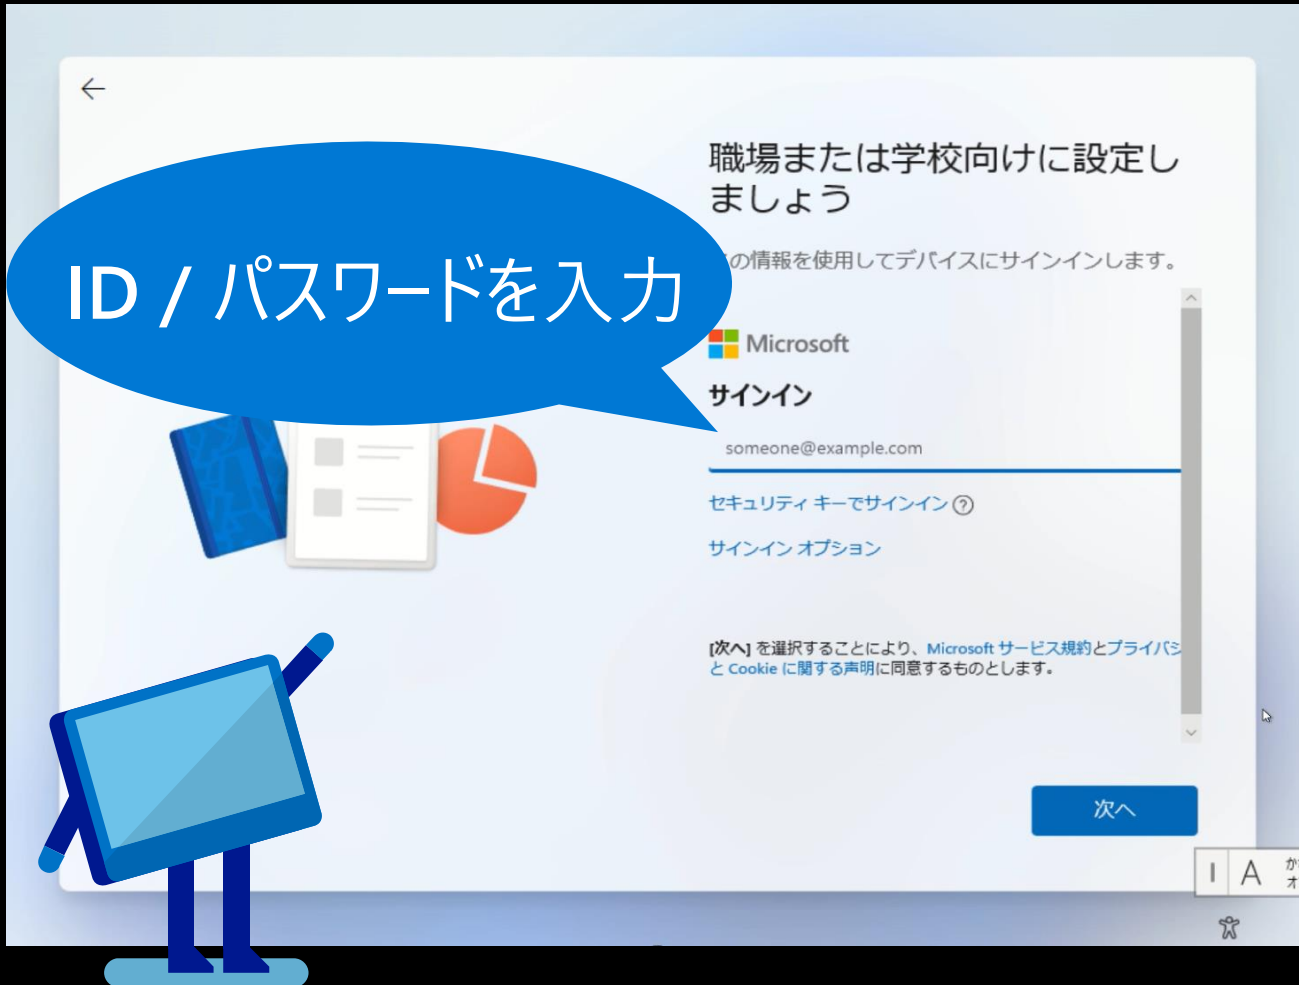 職場または学校向けに設定し
ましょう
の情報を使用してデバイスにサインインします。
ID / パスワードを入力
Microsoft
サインイン
someone@example.com
セキュリティ キーでサインイン
サインイン オプション
[次へ] を選択することにより、Microsoft サービス規約とプライバシ
と Cookie に関する声明に同意するものとします。
次へ
A